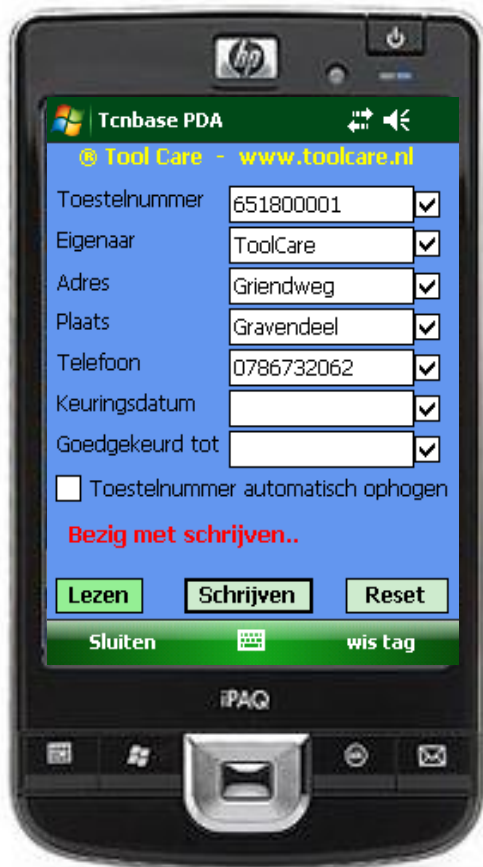 hp
Tcnbase PDA
® Tool Care - www.toolcare.nl
Toestelnummer 651800001
Eigenaar ToolCare
Adres Griendweg
Plaats Gravendeel
Telefoon 0786732062
Keuringsdatum
Goedgekeurd tot
Toestelnummer automatisch ophogen
Bezig met schrijven..
Lezen Schrijven Reset
Sluiten wis tag
iPAQ
ok